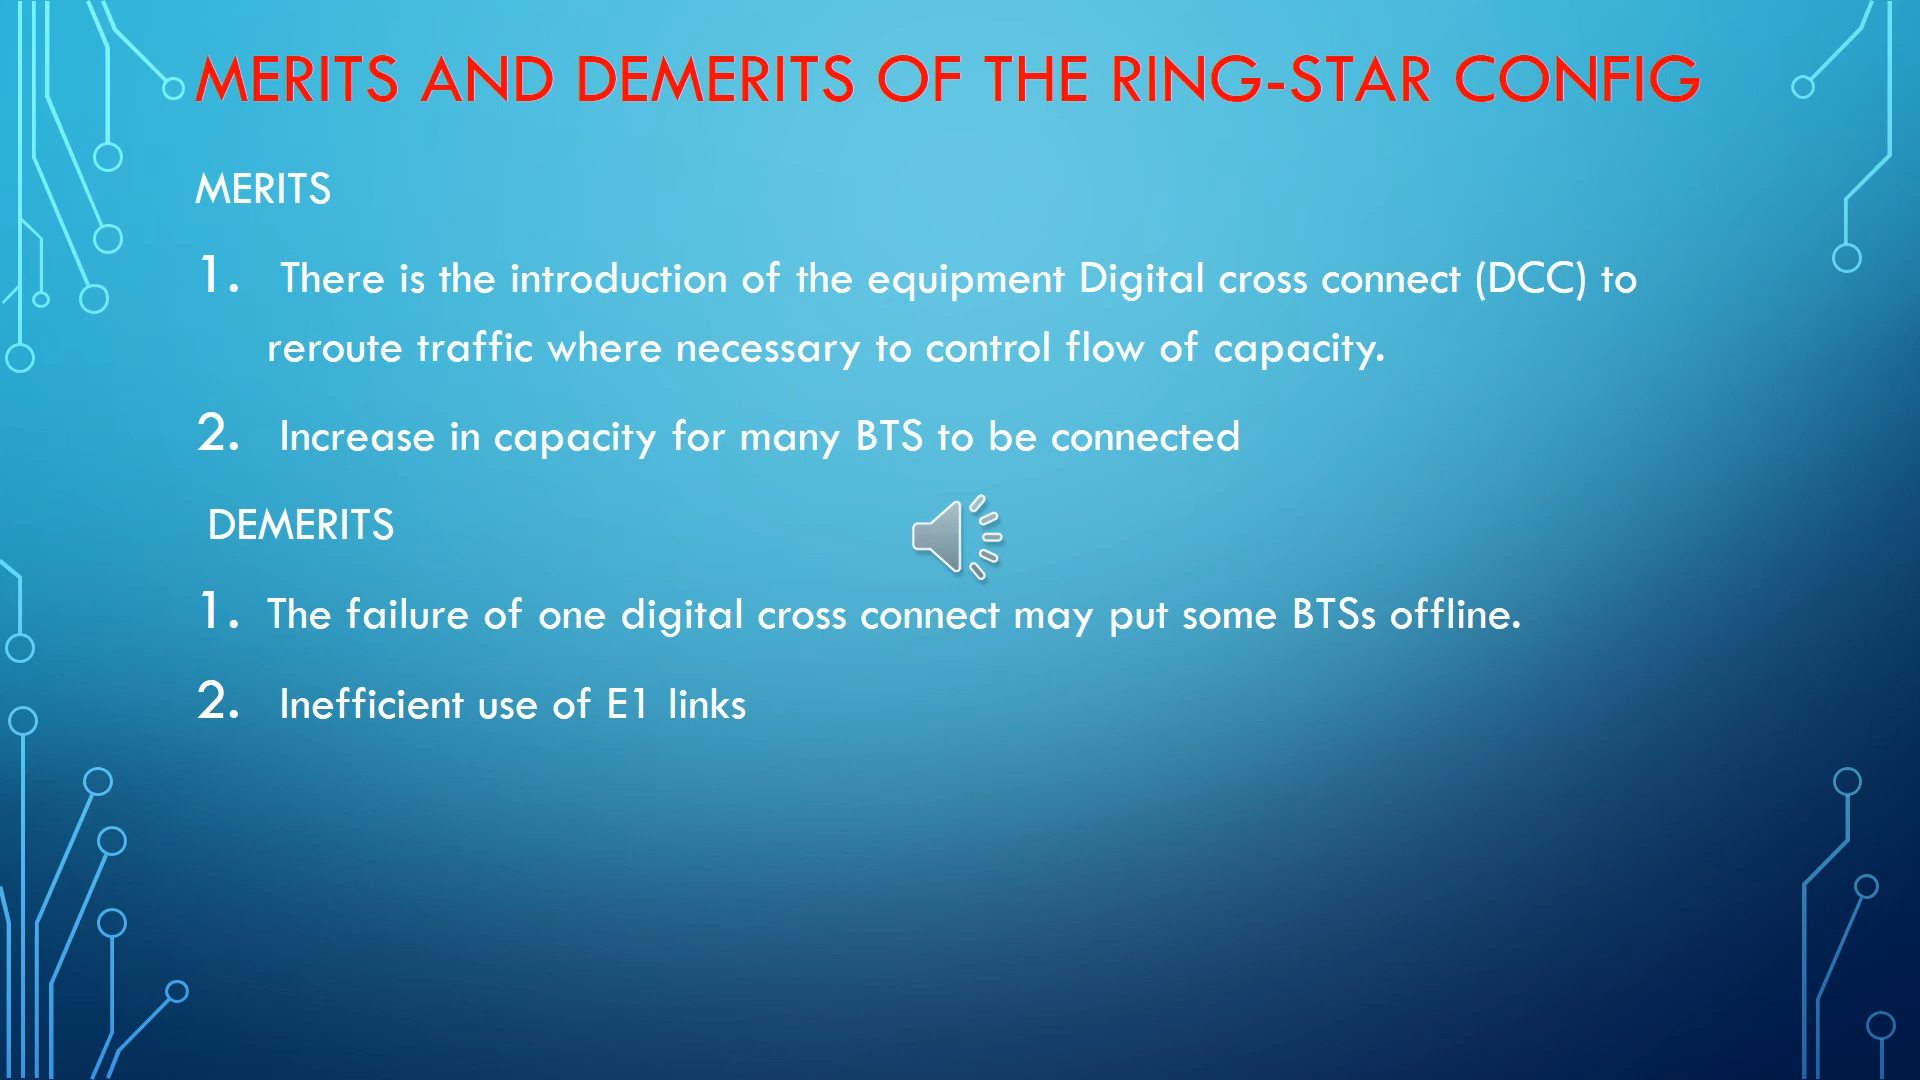 MERITS AND DEMERITS OF THE RING-STAR CONFIG
MERITS
1. There is the introduction of the equipment Digital cross connect (DCC) to
reroute traffic where necessary to control flow of capacity.
2. Increase in capacity for many BTS to be connected
DEMERITS
1. The failure of one digital cross connect may put some BTSs offline.
2. Inefficient use of E1 links